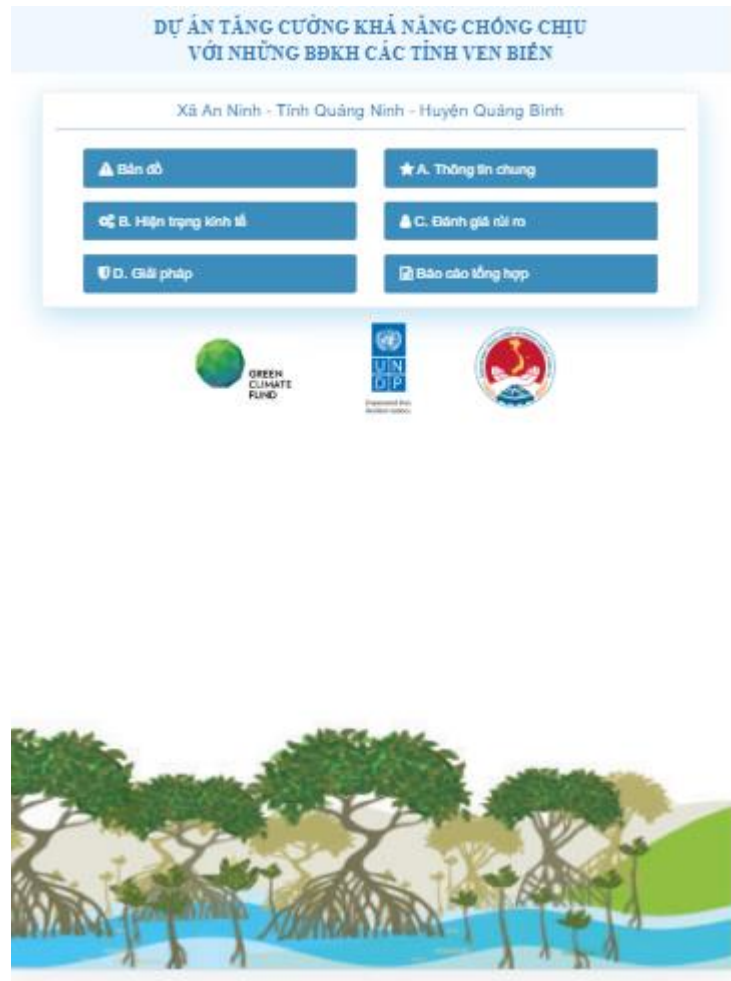 DỰ ÁN TĂNG CƯỜNG KHẢ NĂNG CHỐNG CHỊU
VỚI NHỮNG BĐKH CÁC TỈNH VEN BIỂN
Xã An Ninh - Tỉnh Quảng Ninh - Huyện Quảng Bình
Bản đồ
A. Thông tin chung
B. Hiện trạng kinh tế
C. Đánh giá rủi ro
D. Giải pháp
Báo cáo tổng hợp
GREEN
CLIMATE
FUND
U N
D P